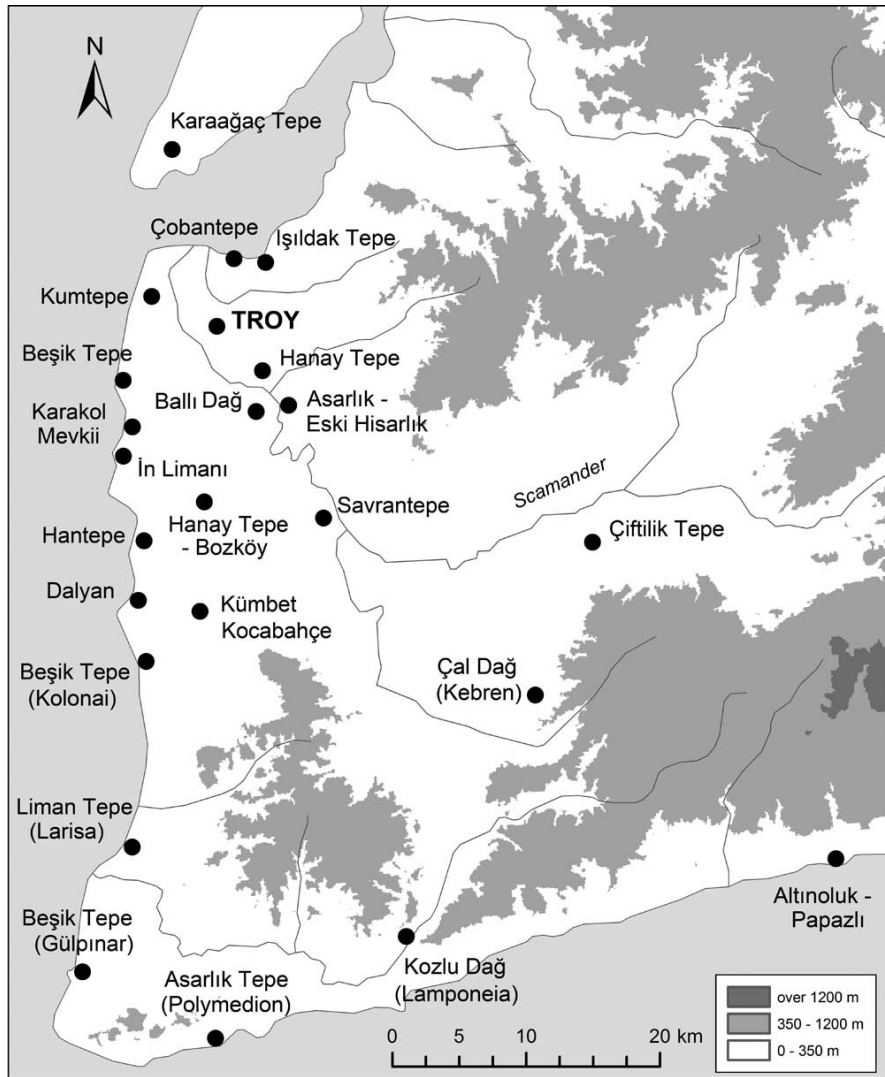 N
Karaağaç Tepe
Çobantepe
Işıldak Tepe
Kumtepe
TROY
Beşik Tepe
Hanay Tepe
Ballı Dağ
Asarlık -
Eski Hisarlık
Karakol
Mevkii
İn Limanı
Scamander
Savrantepe
Hanay Tepe
- Bozköy
Hantepe
Çiftilik Tepe
Dalyan
Kümbet
Kocabahçe
Beşik Tepe
(Kolonai)
Çal Dağ
(Kebren)
Liman Tepe
(Larisa)
Altınoluk -
Papazlı
Beşik Tepe
(Gülpınar)
Asarlık Tepe
(Polymedion)
Kozlu Dağ
(Lamponeia)
over 1200 m
350 - 1200 m
0 - 350 m
0 5 10 20 km